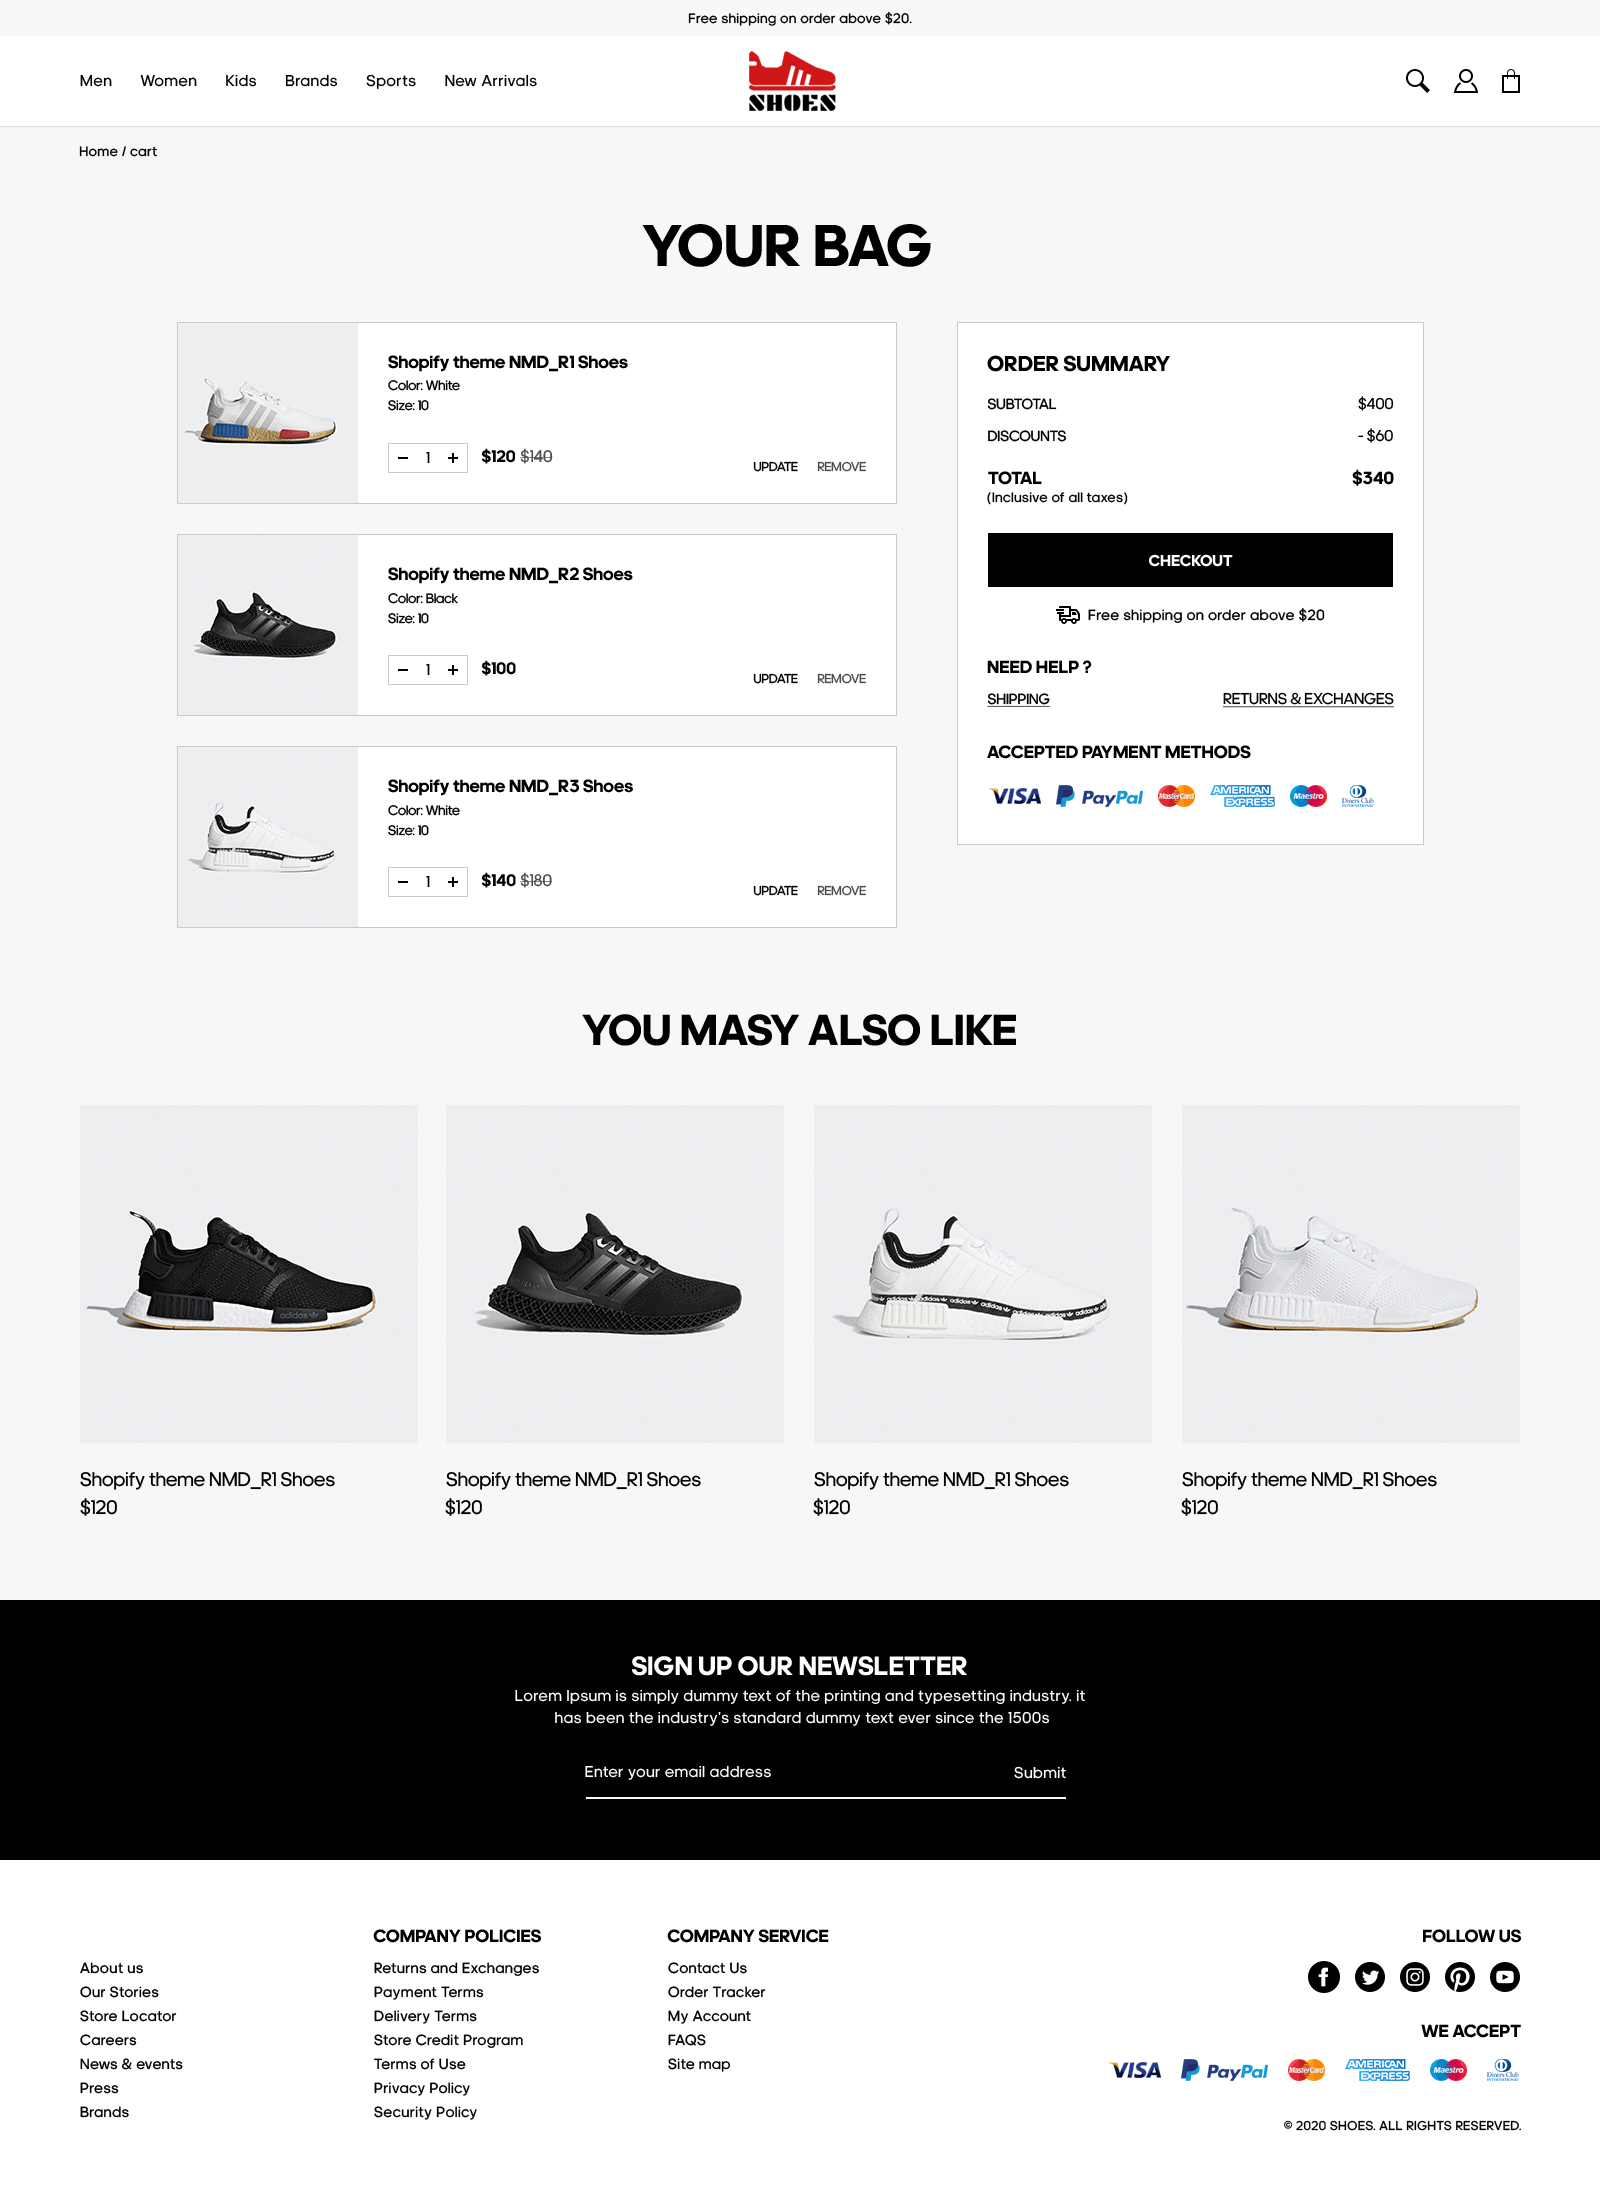 Free shipping on order above $20.
Men Women Kids Brands Sports New Arrivals
SHOES
Home / cart
YOUR BAG
Shopify theme NMD_R1 Shoes
Color: White
Size: 10
1 $120 $140
UPDATE REMOVE
Shopify theme NMD_R2 Shoes
Color: Black
Size: 10
1 $100
UPDATE REMOVE
Shopify theme NMD_R3 Shoes
Color: White
Size: 10
1 $140 $180
UPDATE REMOVE
ORDER SUMMARY
SUBTOTAL $400
DISCOUNTS - $60
TOTAL $340
(Inclusive of all taxes)
CHECKOUT
Free shipping on order above $20
NEED HELP ?
SHIPPING RETURNS & EXCHANGES
ACCEPTED PAYMENT METHODS
VISA PayPal MasterCard AMERICAN EXPRESS Maestro Diners Club INTERNATIONAL
YOU MASY ALSO LIKE
adidas
adidas adidas adidas adidas adidas
Shopify theme NMD_R1 Shoes
$120
Shopify theme NMD_R1 Shoes
$120
Shopify theme NMD_R1 Shoes
$120
Shopify theme NMD_R1 Shoes
$120
SIGN UP OUR NEWSLETTER
Lorem Ipsum is simply dummy text of the printing and typesetting industry. it
has been the industry's standard dummy text ever since the 1500s
Enter your email address Submit
About us
Our Stories
Store Locator
Careers
News & events
Press
Brands
COMPANY POLICIES
Returns and Exchanges
Payment Terms
Delivery Terms
Store Credit Program
Terms of Use
Privacy Policy
Security Policy
COMPANY SERVICE
Contact Us
Order Tracker
My Account
FAQS
Site map
FOLLOW US
WE ACCEPT
VISA PayPal MasterCard AMERICAN EXPRESS Maestro Diners Club INTERNATIONAL
© 2020 SHOES. ALL RIGHTS RESERVED.